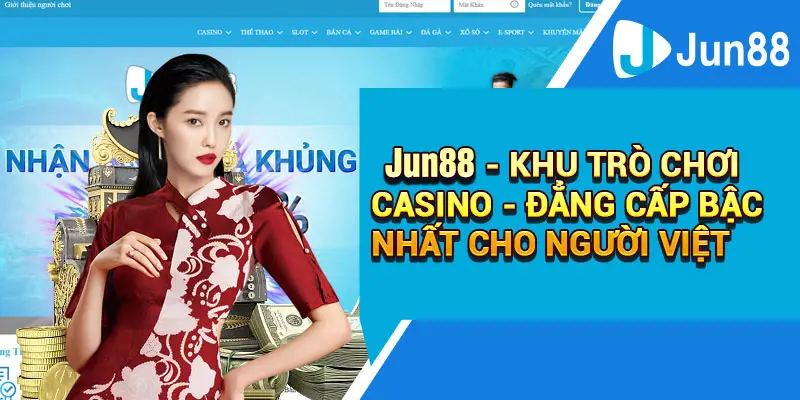 Giới thiệu người chơi
Tên Đăng Nhập
Mật Khẩu
Quên mật khẩu?
Đăng
CASINO
THỂ THAO
SLOT
BẮN CÁ
GAME BÀI
ĐÁ GÀ
XỔ SỐ
E-SPORT
KHUYẾN
Jun88
NHẬN
KHỦNG
%
Jun88 - KHU TRÒ CHƠI
CASINO - ĐẲNG CẤP BẬC
NHẤT CHO NGƯỜI VIỆT